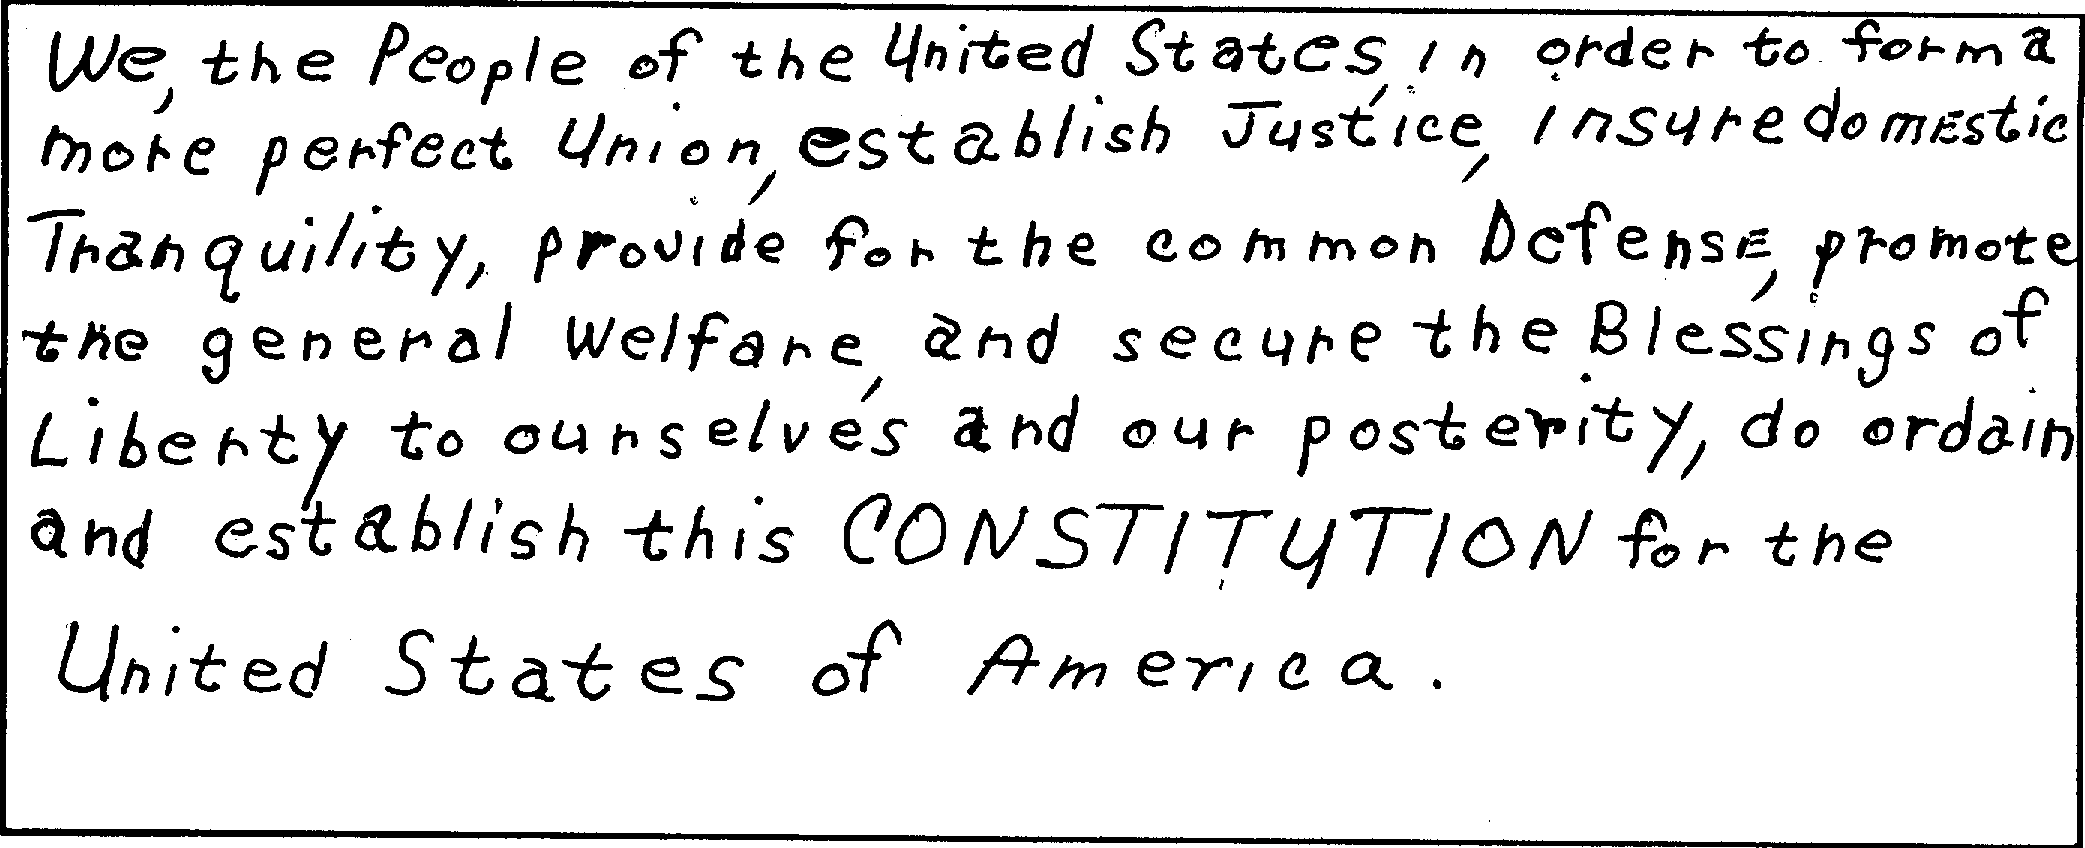 We, the People of the United States, in order to form a
more perfect Union, establish Justice, insure domestic
Tranquility, provide for the common Defense, promote
the general Welfare, and secure the Blessings of
Liberty to ourselves and our posterity, do ordain
and establish this CONSTITUTION for the
United States of America.